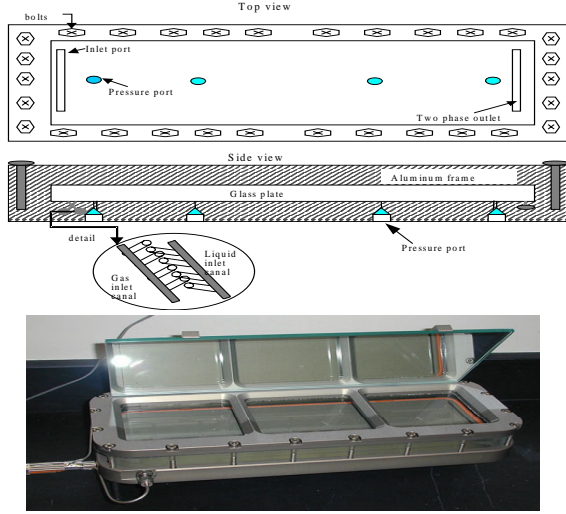 Top view
bolts
Inlet port
Pressure port
Two phase outlet
Side view
Aluminum frame
Glass plate
detail
Pressure port
Gas
inlet
canal
Liquid
inlet
canal